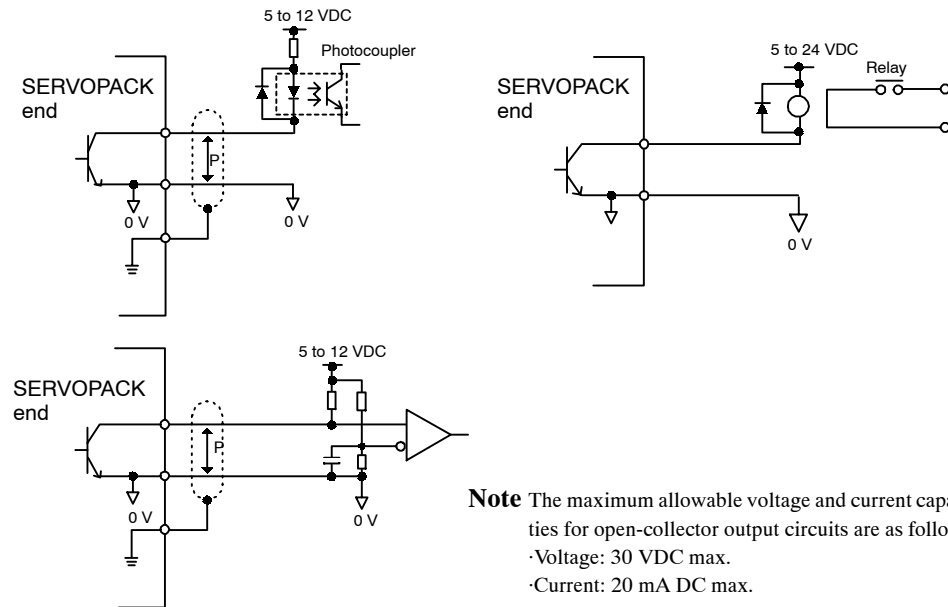 5 to 12 VDC
Photocoupler
SERVOPACK
end
P
0 V
0 V
5 to 24 VDC
Relay
SERVOPACK
end
0 V
5 to 12 VDC
SERVOPACK
end
P
0 V
0 V
Note The maximum allowable voltage and current capa
ties for open-collector output circuits are as follo
·Voltage: 30 VDC max.
·Current: 20 mA DC max.